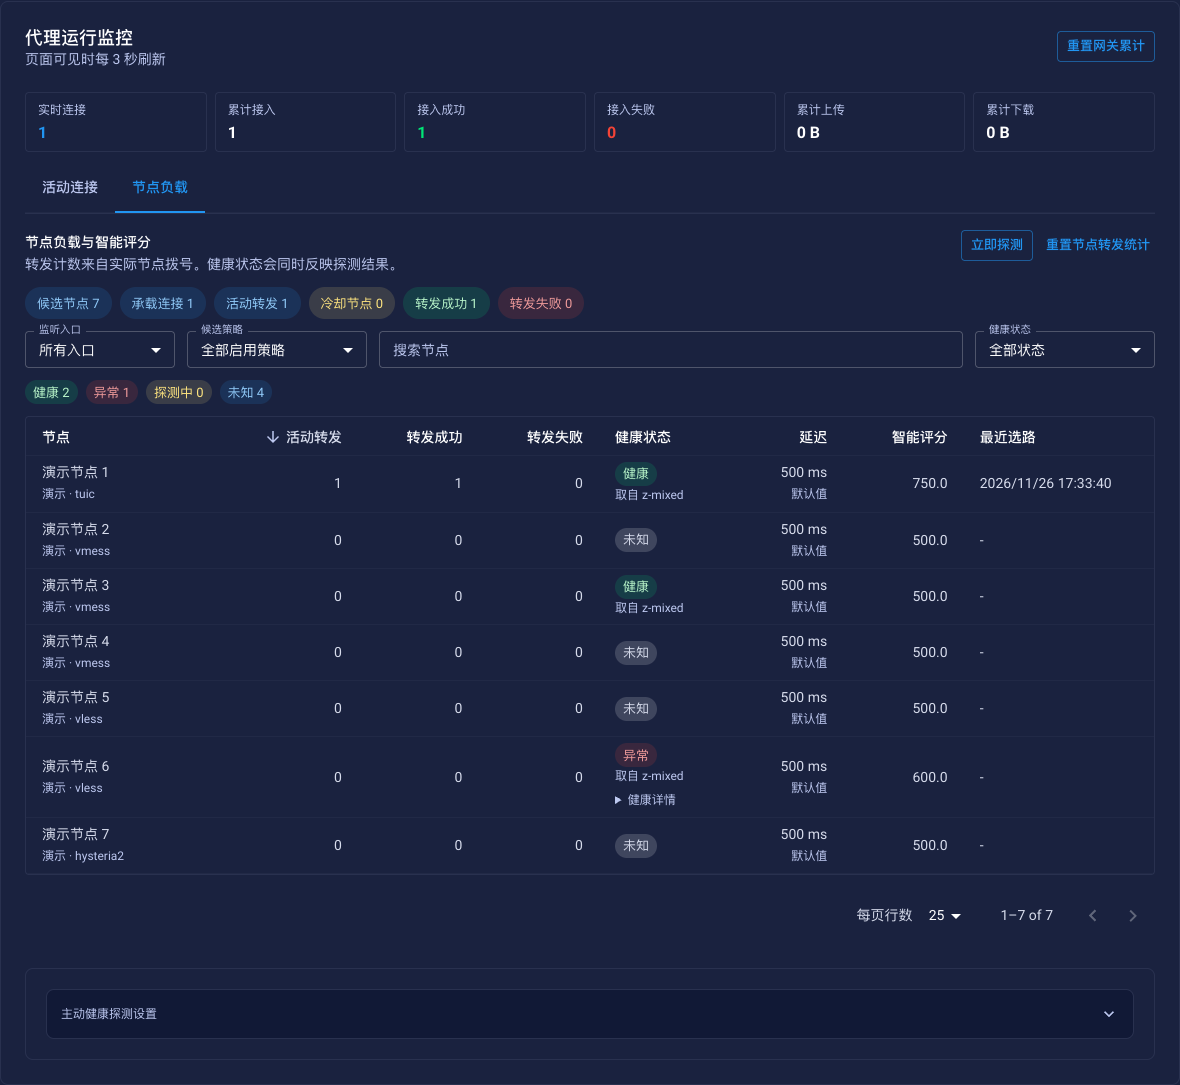 代理运行监控
页面可见时每 3 秒刷新
重置网关累计
实时连接 累计接入 接入成功 接入失败 累计上传 累计下载
1 1 1 0 0 B 0 B
活动连接 节点负载
节点负载与智能评分
转发计数来自实际节点拨号。健康状态会同时反映探测结果。
立即探测 重置节点转发统计
候选节点 7 承载连接 1 活动转发 1 冷却节点 0 转发成功 1 转发失败 0
监听入口 候选策略 健康状态
所有入口 全部启用策略 搜索节点 全部状态
健康 2 异常 1 探测中 0 未知 4
节点 活动转发 转发成功 转发失败 健康状态 延迟 智能评分 最近选路
演示节点 1 健康 500 ms
1 1 0 750.0 2026/11/26 17:33:40
演示 · tuic 取自 z-mixed 默认值
演示节点 2 500 ms
0 0 0 未知 500.0 -
演示 · vmess 默认值
演示节点 3 健康 500 ms
0 0 0 500.0 -
演示 · vmess 取自 z-mixed 默认值
演示节点 4 500 ms
0 0 0 未知 500.0 -
演示 · vmess 默认值
演示节点 5 500 ms
0 0 0 未知 500.0 -
演示 · vless 默认值
异常
演示节点 6 500 ms
0 0 0 取自 z-mixed 600.0 -
演示 · vless 默认值
健康详情
演示节点 7 500 ms
0 0 0 未知 500.0 -
演示 · hysteria2 默认值
每页行数 25 1–7 of 7
主动健康探测设置